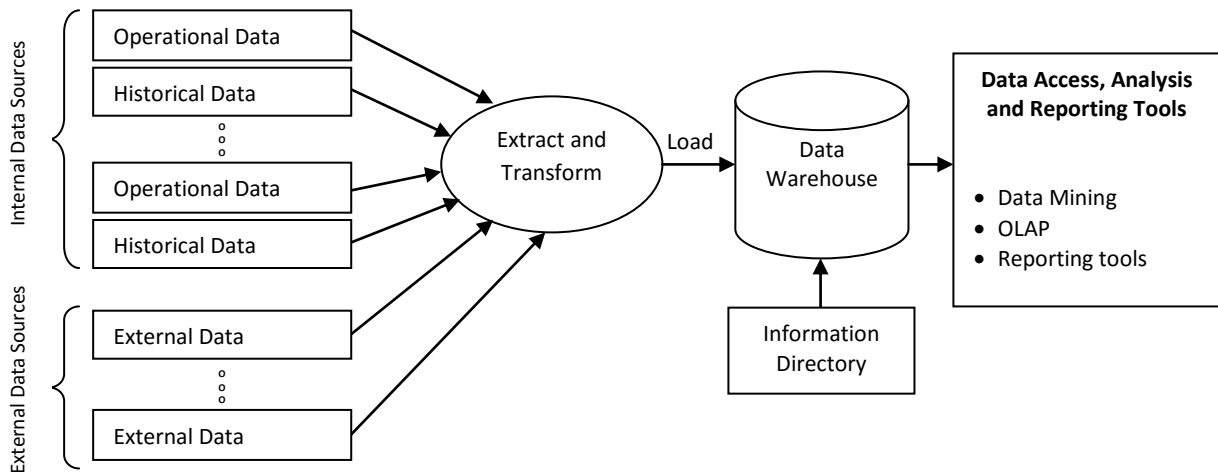 Internal Data Sources
Operational Data
Historical Data
Operational Data
Historical Data
External Data Sources
External Data
External Data
Extract and
Transform
Load
Data
Warehouse
Information
Directory
Data Access, Analysis
and Reporting Tools
• Data Mining
• OLAP
• Reporting tools